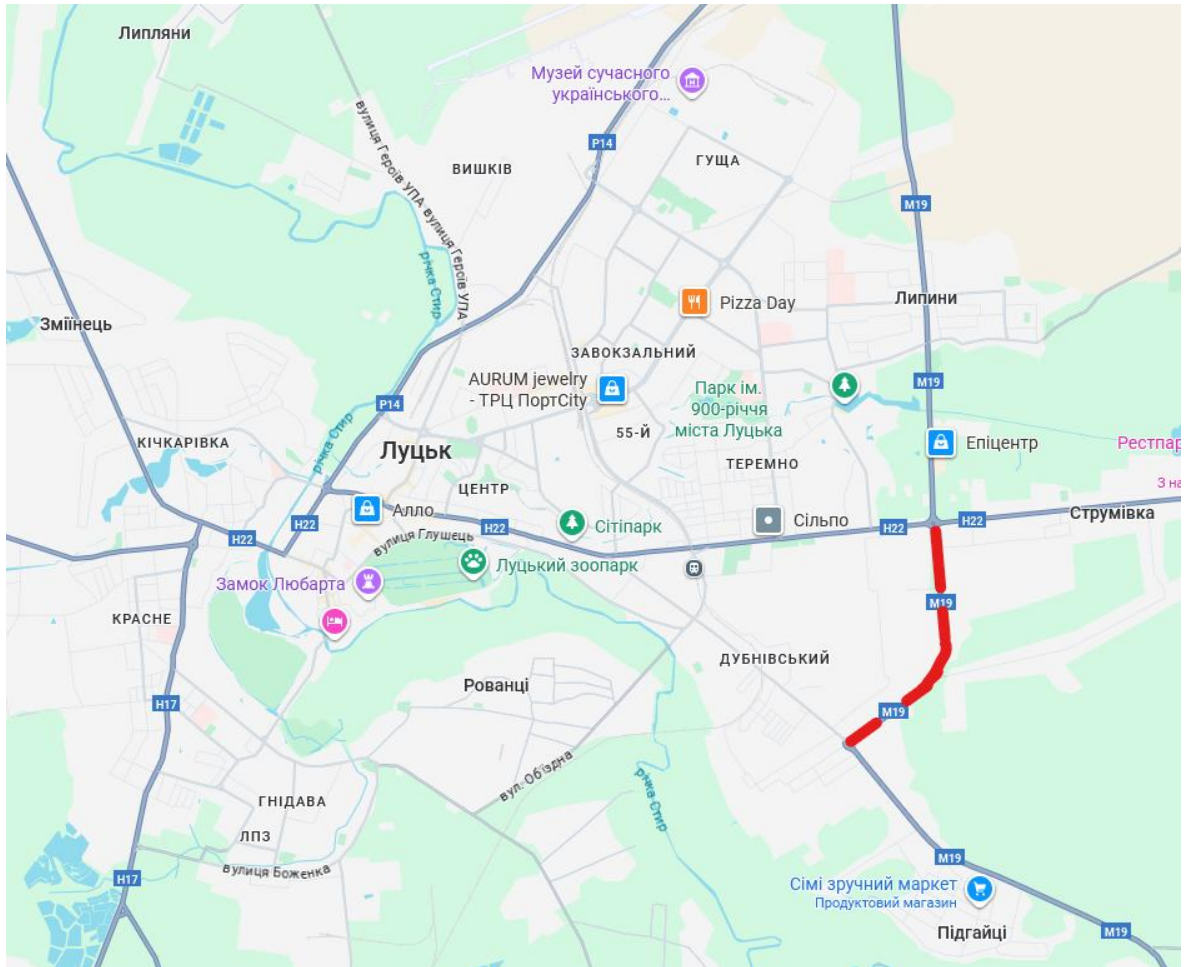 Липляни
Музей сучасного
українського...
P14
ГУЩА
ВИШКІВ
вулиця Героїв УПА
вулиця Героїв УПА
M19
річка Стир
Pizza Day
Липини
Зміїнець
ЗАВОКЗАЛЬНИЙ
AURUM jewelry
- ТРЦ ПортCity
M19
Парк ім.
900-річчя
міста Луцька
P14
55-Й
КІЧКАРІВКА
річка Стир
Луцьк
Епіцентр
Рестпар
ТЕРЕМНО
ЦЕНТР
З на
Алло
Сільпо
Струмівка
H22
H22
H22
H22
H22
Сітіпарк
вулиця Глушець
Луцький зоопарк
Замок Любарта
M19
КРАСНЕ
ДУБНІВСЬКИЙ
Рованці
H17
M19
вул. Об'їздна
річка Стир
ГНІДАВА
ЛПЗ
вулиця Боженка
M19
H17
Сімі зручний маркет
Продуктовий магазин
Підгайці
M19